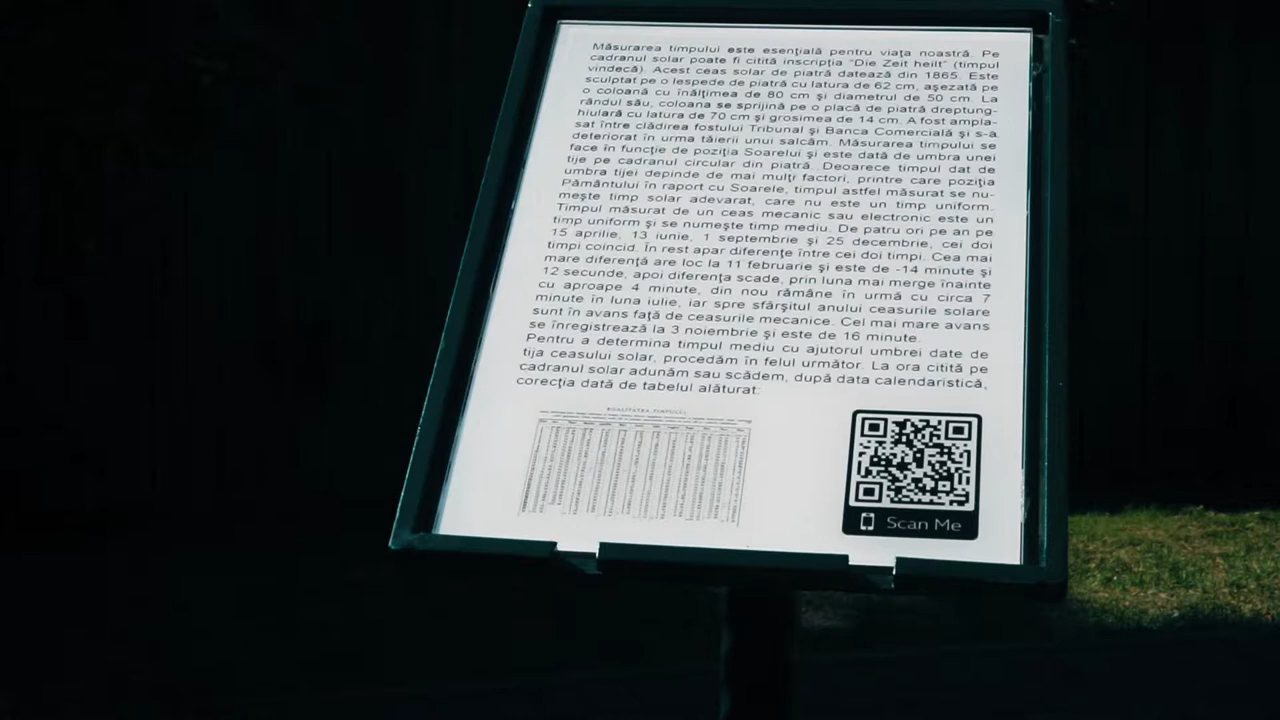 Măsurarea timpului este esenţială pentru viaţa noastră. Pe
cadranul solar poate fi citită inscripţia "Die Zeit heilt" (timpul
vindecă). Acest ceas solar de piatră datează din 1865. Este
sculptat pe o lespede de piatră cu latura de 62 cm, aşezată pe
o coloană cu înălţimea de 80 cm şi diametrul de 50 cm. La
rândul său, coloana se sprijină pe o placă de piatră dreptung-
hiulară cu latura de 70 cm şi grosimea de 14 cm. A fost ampla-
sat între clădirea fostului Tribunal şi Banca Comercială şi s-a
deteriorat în urma tăierii unui salcâm. Măsurarea timpului se
face în funcţie de poziţia Soarelui şi este dată de umbra unei
tije pe cadranul circular din piatră. Deoarece timpul dat de
umbra tijei depinde de mai mulţi factori, printre care poziţia
Pământului în raport cu Soarele, timpul astfel măsurat se nu-
meşte timp solar adevarat, care nu este un timp uniform.
Timpul măsurat de un ceas mecanic sau electronic este un
timp uniform şi se numeşte timp mediu. De patru ori pe an pe
15 aprilie, 13 iunie, 1 septembrie şi 25 decembrie, cei doi
timpi coincid. În rest apar diferenţe între cei doi timpi. Cea mai
mare diferenţă are loc la 11 februarie şi este de -14 minute şi
12 secunde, apoi diferenţa scade, prin luna mai merge înainte
cu aproape 4 minute, din nou rămâne în urmă cu circa 7
minute în luna iulie, iar spre sfârşitul anului ceasurile solare
sunt în avans faţă de ceasurile mecanice. Cel mai mare avans
se înregistrează la 3 noiembrie şi este de 16 minute.
Pentru a determina timpul mediu cu ajutorul umbrei date de
tija ceasului solar, procedăm în felul următor. La ora citită pe
cadranul solar adunăm sau scădem, după data calendaristică,
corecţia dată de tabelul alăturat:
Scan Me